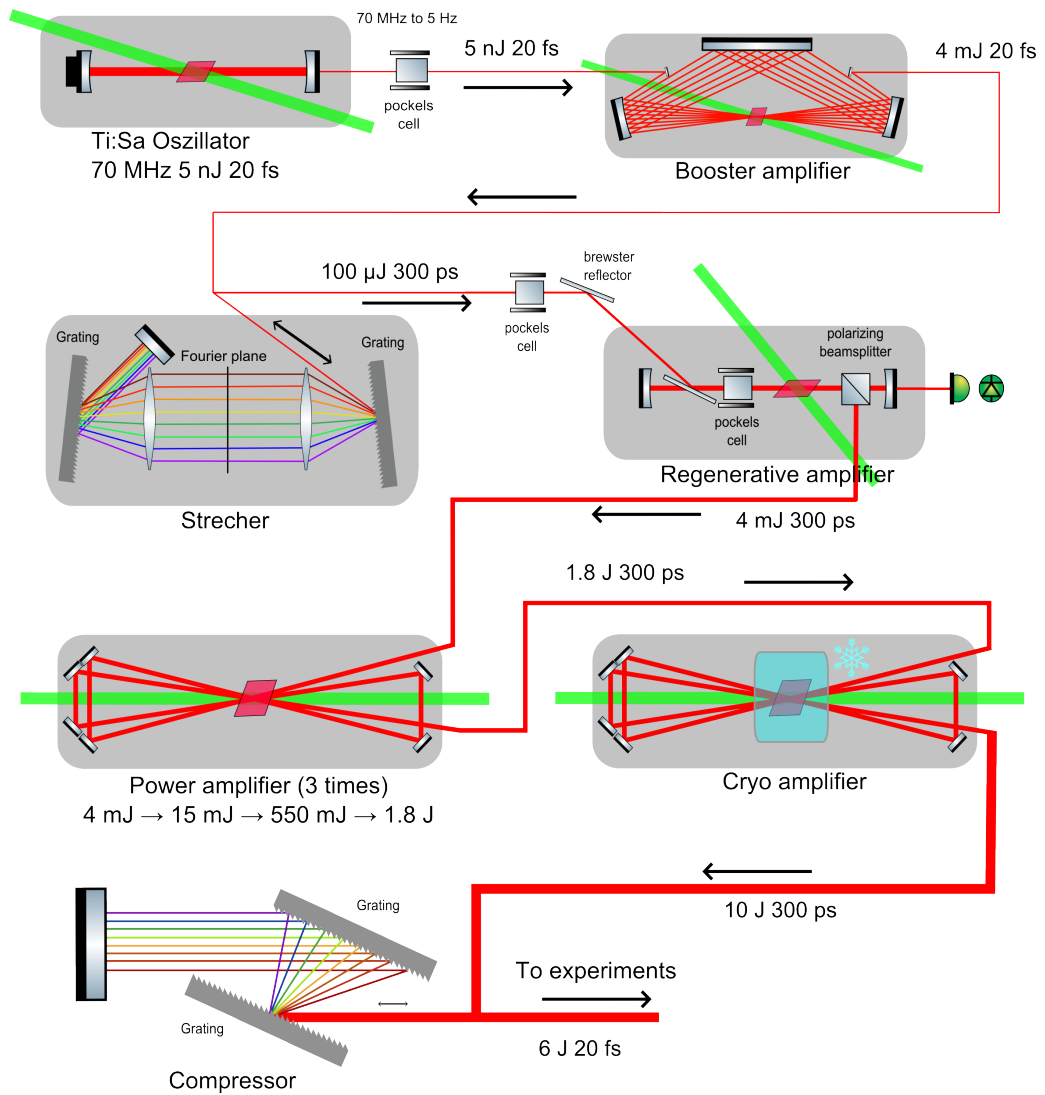 70 MHz to 5 Hz
5 nJ 20 fs
4 mJ 20 fs
pockels
cell
Ti:Sa Oszillator
70 MHz 5 nJ 20 fs
Booster amplifier
100 µJ 300 ps
brewster
reflector
pockels
cell
Grating
Fourier plane
Grating
polarizing
beamsplitter
pockels
cell
Strecher
Regenerative amplifier
4 mJ 300 ps
1.8 J 300 ps
Power amplifier (3 times)
4 mJ → 15 mJ → 550 mJ → 1.8 J
Cryo amplifier
Grating
10 J 300 ps
To experiments
Grating
6 J 20 fs
Compressor